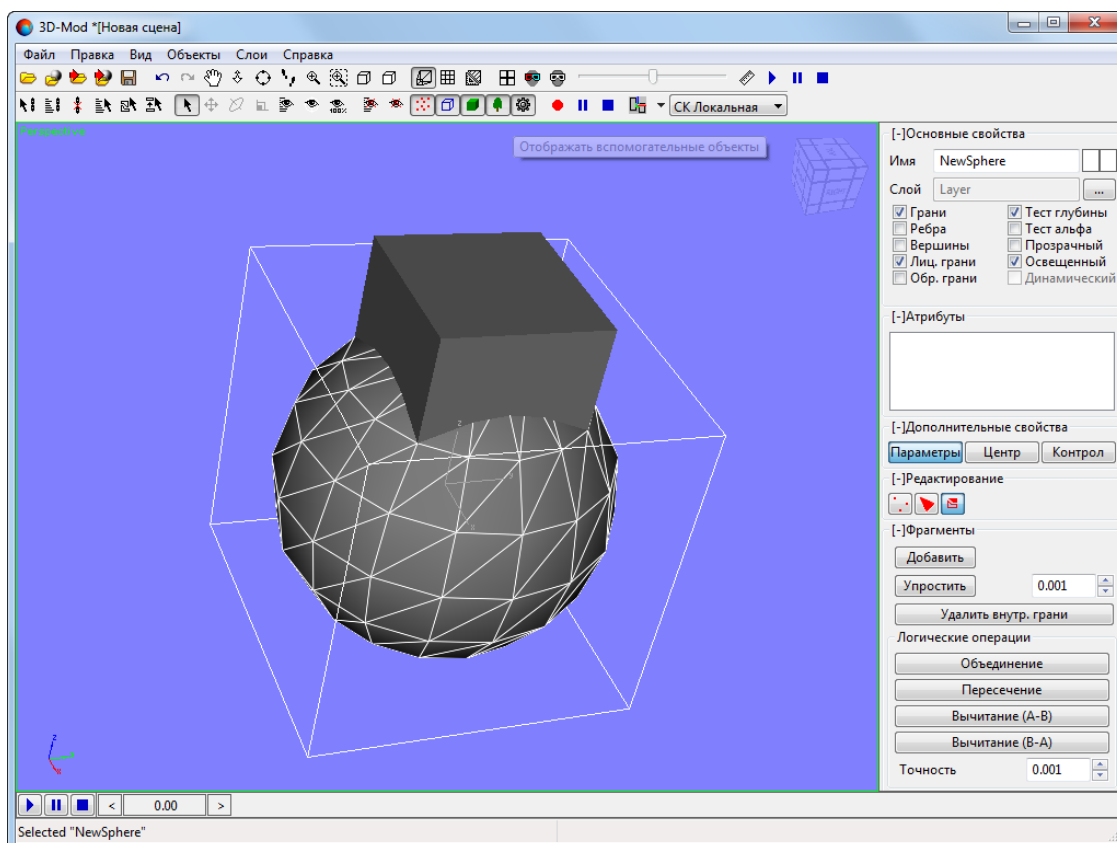 3D-Mod *[Новая сцена]
Файл Правка Вид Объекты Слои Справка
100%
СК Локальная
Perspective
Отображать вспомогательные объекты
[-]Основные свойства
Имя NewSphere
Слой Layer ...
Грани Тест глубины
Ребра Тест альфа
Вершины Прозрачный
Лиц. грани Освещенный
Обр. грани Динамический
[-]Атрибуты
[-]Дополнительные свойства
Параметры Центр Контрол
[-]Редактирование
[-]Фрагменты
Добавить
Упростить 0.001
Удалить внутр. грани
Логические операции
Объединение
Пересечение
Вычитание (A-B)
Вычитание (B-A)
Точность 0.001
z
y
x
z
x
< 0.00 >
Selected "NewSphere"